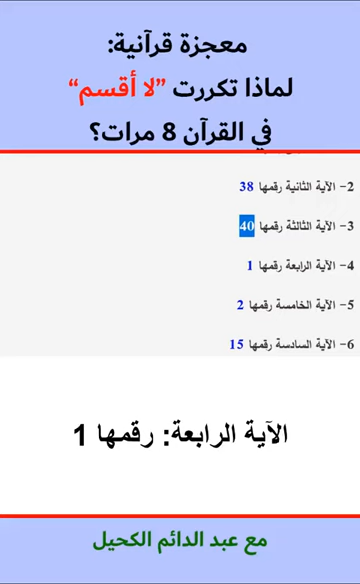 معجزة قرآنية:
لماذا تكررت ”لا أقسم“
في القرآن 8 مرات؟
2- الآية الثانية رقمها 38
3- الآية الثالثة رقمها 40
4- الآية الرابعة رقمها 1
5- الآية الخامسة رقمها 2
6- الآية السادسة رقمها 15
الآية الرابعة: رقمها 1
مع عبد الدائم الكحيل